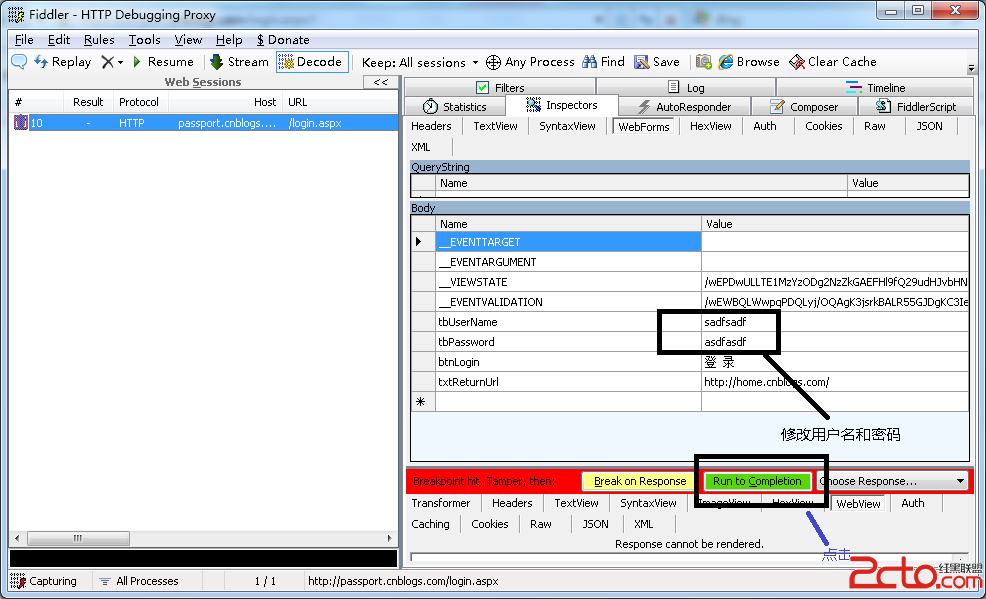 Fiddler - HTTP Debugging Proxy
File Edit Rules Tools View Help $ Donate
Replay Resume Stream Decode Keep: All sessions Any Process Find Save Browse Clear Cache
Web Sessions <<
# Result Protocol Host URL
10 - HTTP passport.cnblogs.... /login.aspx
Filters Log Timeline
Statistics Inspectors AutoResponder Composer FiddlerScript
Headers TextView SyntaxView WebForms HexView Auth Cookies Raw JSON
XML
QueryString
Name Value
Body
Name Value
__EVENTTARGET
__EVENTARGUMENT
__VIEWSTATE /wEPDwULLTE1MzYzODg2NzZkGAEFHl9fQ29udHJvbHN
__EVENTVALIDATION /wEWBQLWwpqPDQLyj/OQAgK3jsrkBALR55GJDgKC3Ie
tbUserName sadfsadf
tbPassword asdfasdf
btnLogin 登 录
txtReturnUrl http://home.cnblogs.com/
*
修改用户名和密码
Breakpoint hit. Tamper, then: Break on Response Run to Completion Choose Response...
Transformer Headers TextView SyntaxView ImageView HexView WebView Auth
Caching Cookies Raw JSON XML
Response cannot be rendered.
点击
Capturing All Processes 1 / 1 http://passport.cnblogs.com/login.aspx
2cto.com 红黑联盟